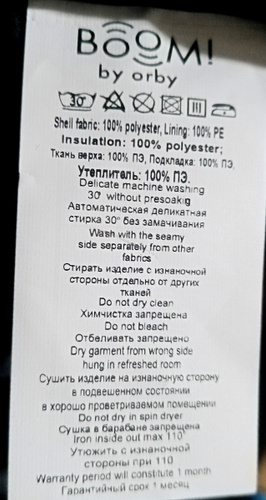 BOOM!
by orby
30°
Shell fabric: 100% polyester, Lining: 100% PE
Insulation: 100% polyester;
Ткань верха: 100% ПЭ, Подкладка: 100% ПЭ.
Утеплитель: 100% ПЭ.
Delicate machine washing
30° without presoakig
Автоматическая деликатная
стирка 30° без замачивания
Wash with the seamy
side separately from other
fabrics
Стирать изделие с изнаночной
стороны отдельно от других
тканей
Do not dry clean
Химчистка запрещена
Do not bleach
Отбеливать запрещено
Dry garment from wrong side
hung in refreshed room
Сушить изделие на изнаночную сторону
в подвешенном состоянии
в хорошо проветриваемом помещении
Do not dry in spin dryer
Сушка в барабане запрещена
Iron inside out max 110°
Утюжить с изнаночной
стороны при 110
Warranty period will constitute 1 month
Гарантийный срок 1 месяц